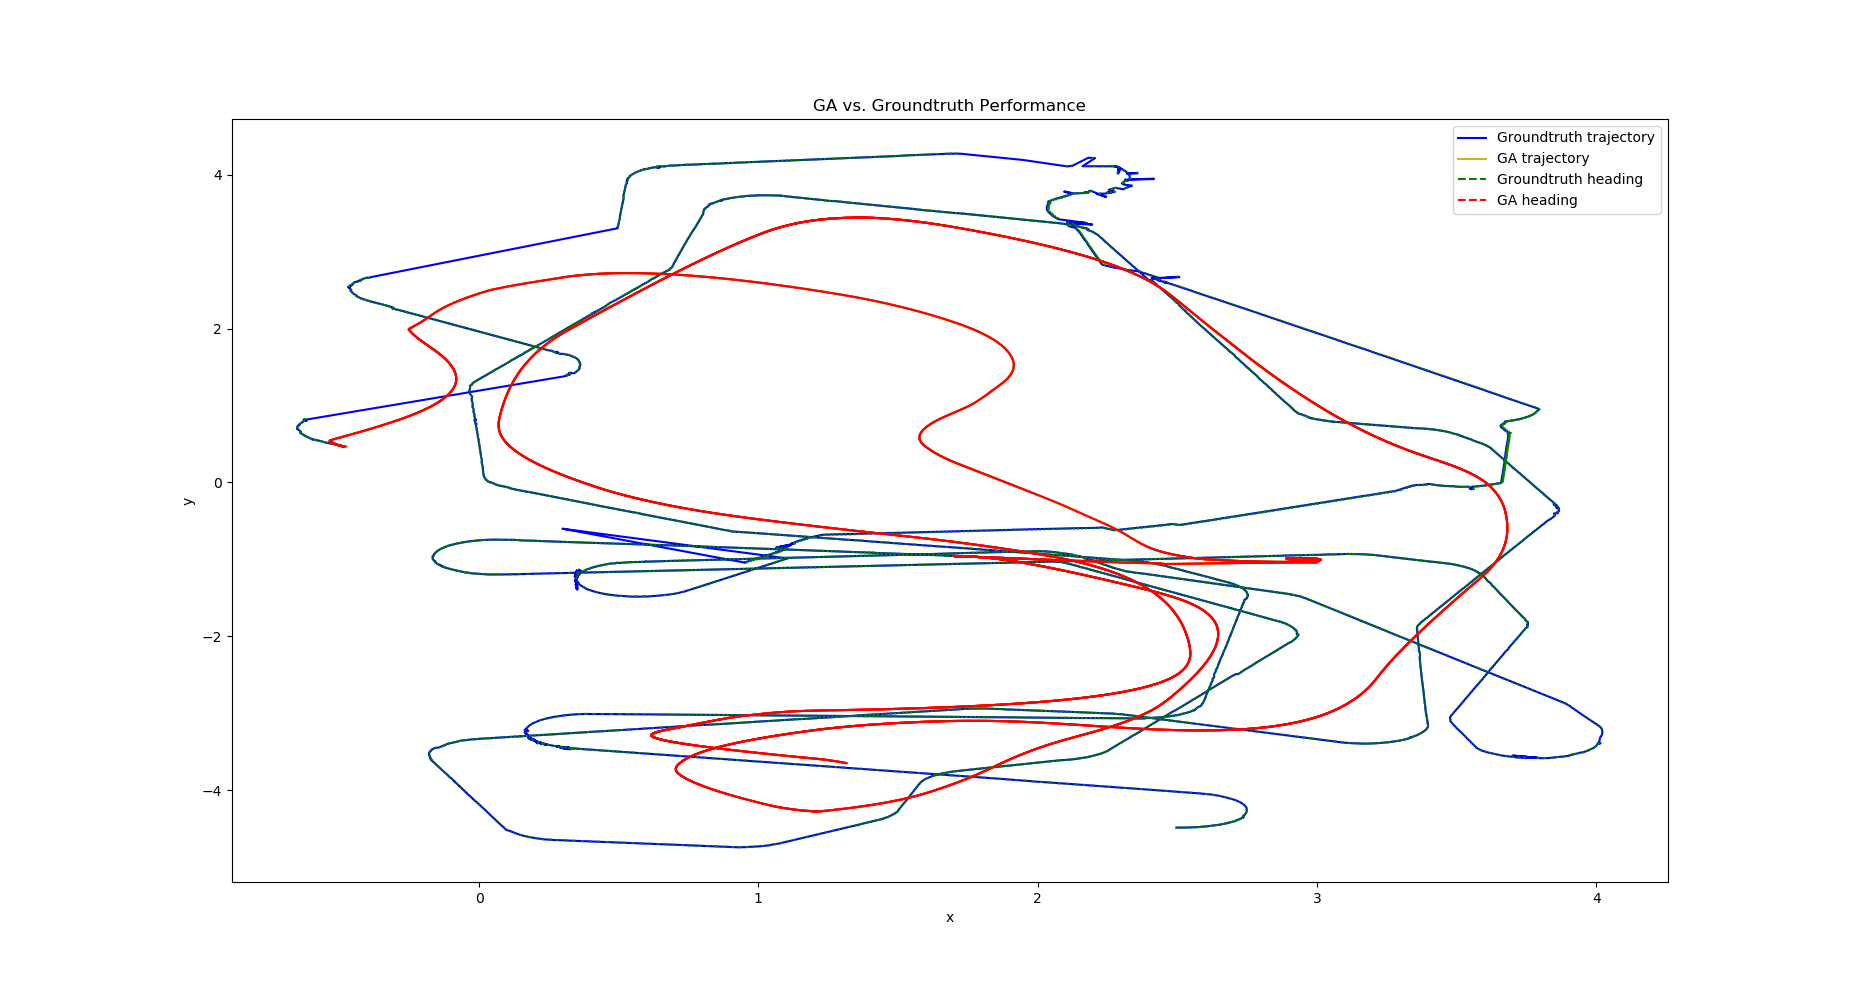 GA vs. Groundtruth Performance
Groundtruth trajectory
GA trajectory
Groundtruth heading
GA heading
4
2
0
−2
−4
y
0 1 2 3 4
x